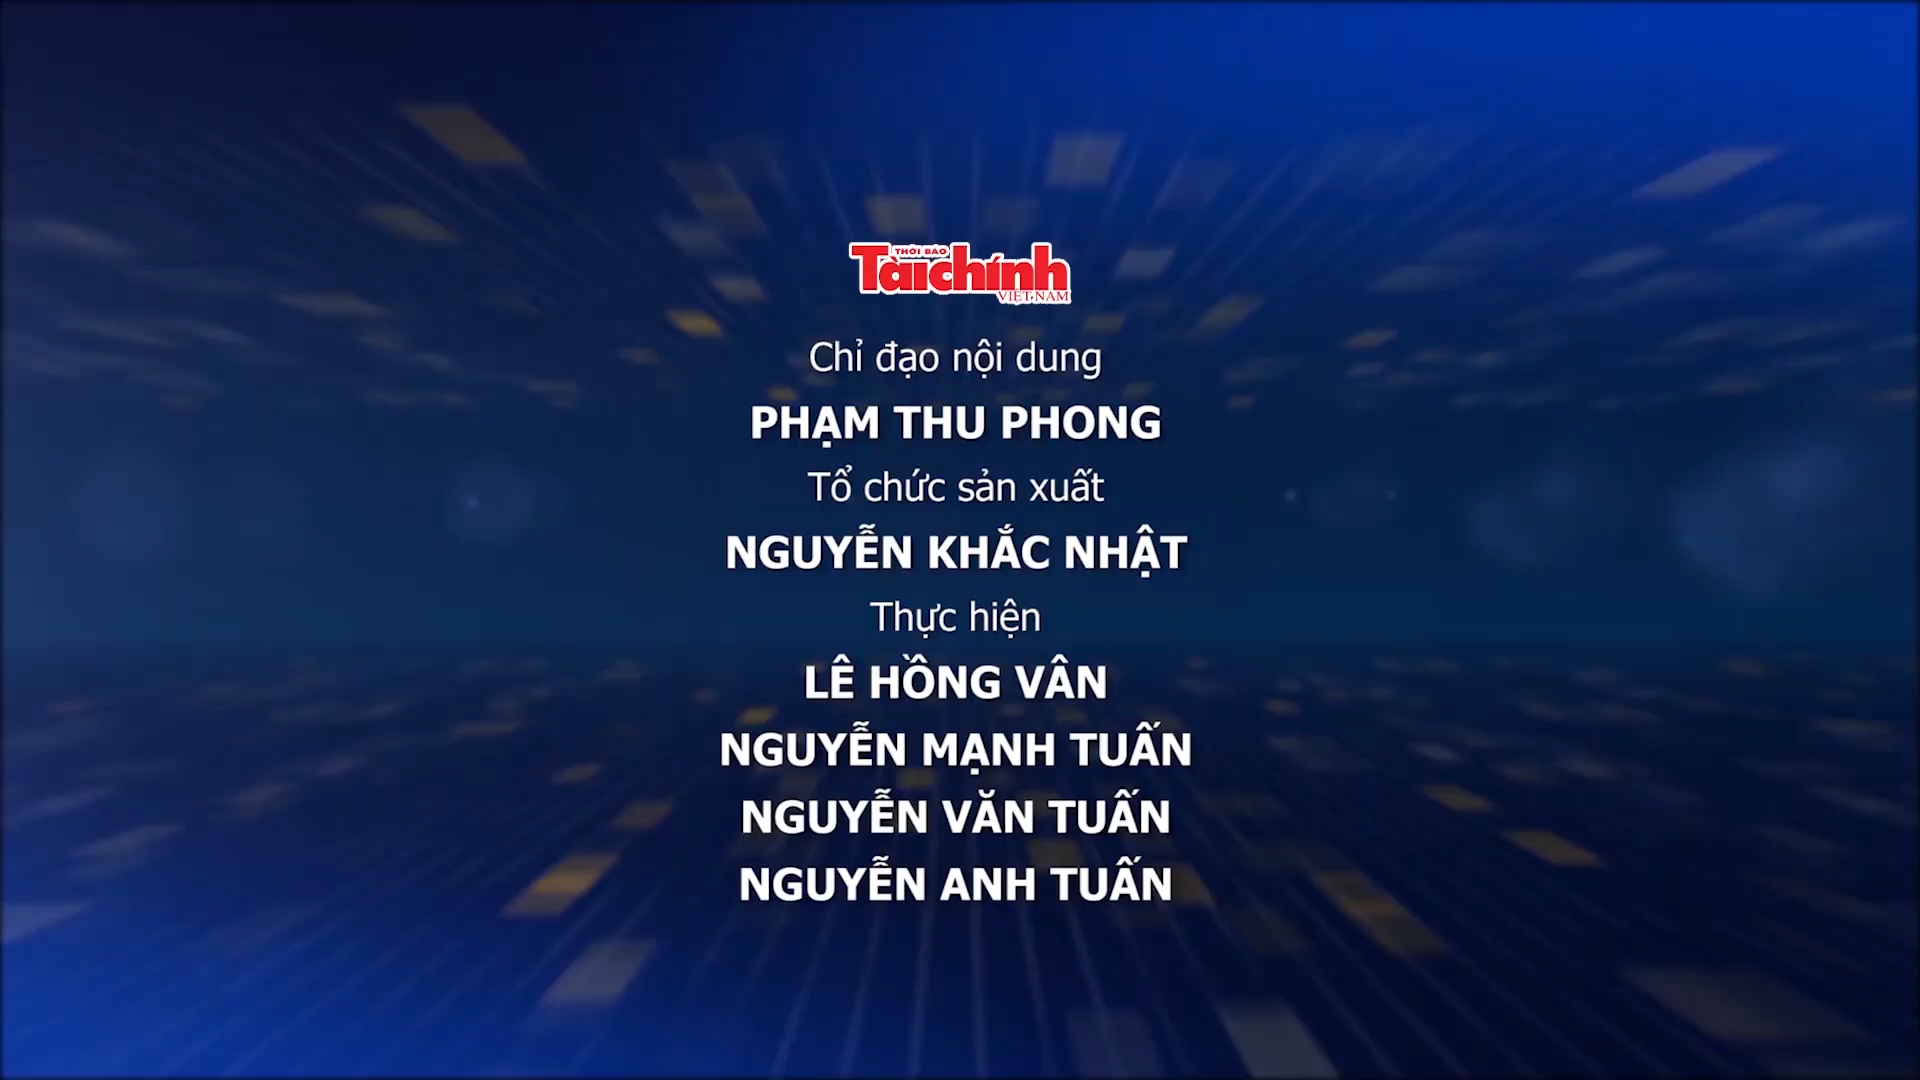 THỜI BÁO
Tàichính
VIỆT NAM
Chỉ đạo nội dung
PHẠM THU PHONG
Tổ chức sản xuất
NGUYỄN KHẮC NHẬT
Thực hiện
LÊ HỒNG VÂN
NGUYỄN MẠNH TUẤN
NGUYỄN VĂN TUẤN
NGUYỄN ANH TUẤN